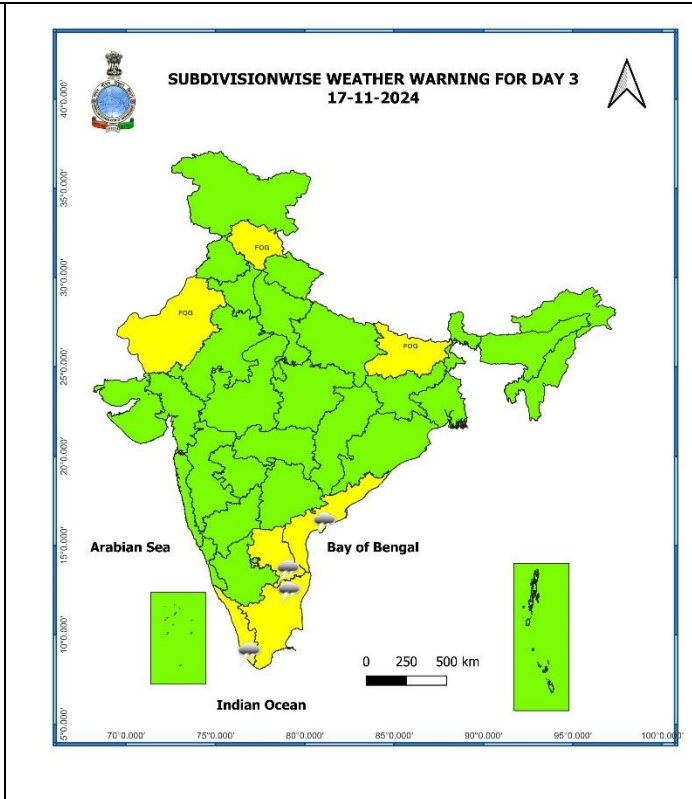 SUBDIVISIONWISE WEATHER WARNING FOR DAY 3
17-11-2024
40°0.000'
35°0.000'
30°0.000'
25°0.000'
20°0.000'
15°0.000'
10°0.000'
5°0.000'
FOG
FOG
FOG
Arabian Sea
Bay of Bengal
0 250 500 km
Indian Ocean
70°0.000' 75°0.000' 80°0.000' 85°0.000' 90°0.000' 95°0.000' 100°0.000'